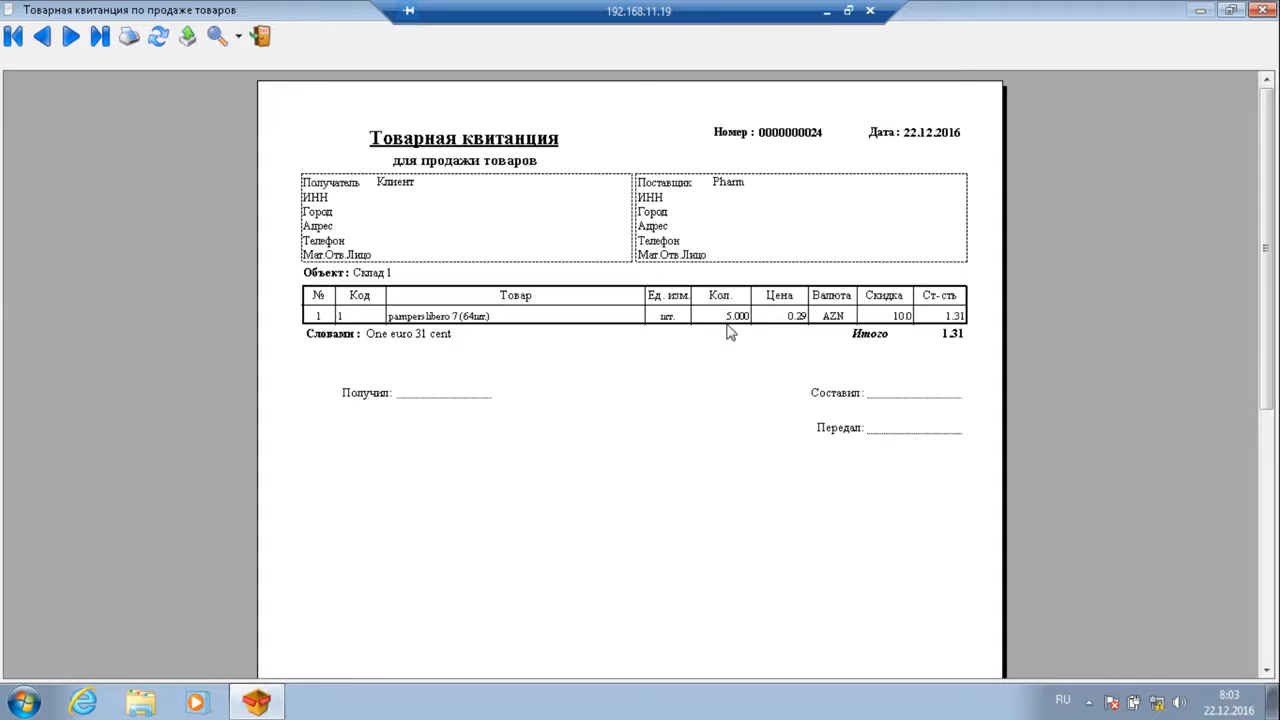 Товарная квитанция по продаже товаров
192.168.11.19
Товарная квитанция
Номер : 0000000024
Дата : 22.12.2016
для продажи товаров
Получатель Клиент
ИНН
Город
Адрес
Телефон
Мат.Отв.Лицо
Поставщик Pharm
ИНН
Город
Адрес
Телефон
Мат.Отв.Лицо
Объект : Склад 1
№ Код Товар Ед. изм. Кол. Цена Валюта Скидка Ст-сть
1 1 pampers libero 7 (64шт.) шт. 5.000 0.29 AZN 10.0 1.31
Словами : One euro 31 cent Итого 1.31
Получил:
Составил:
Передал:
RU
8:03
22.12.2016